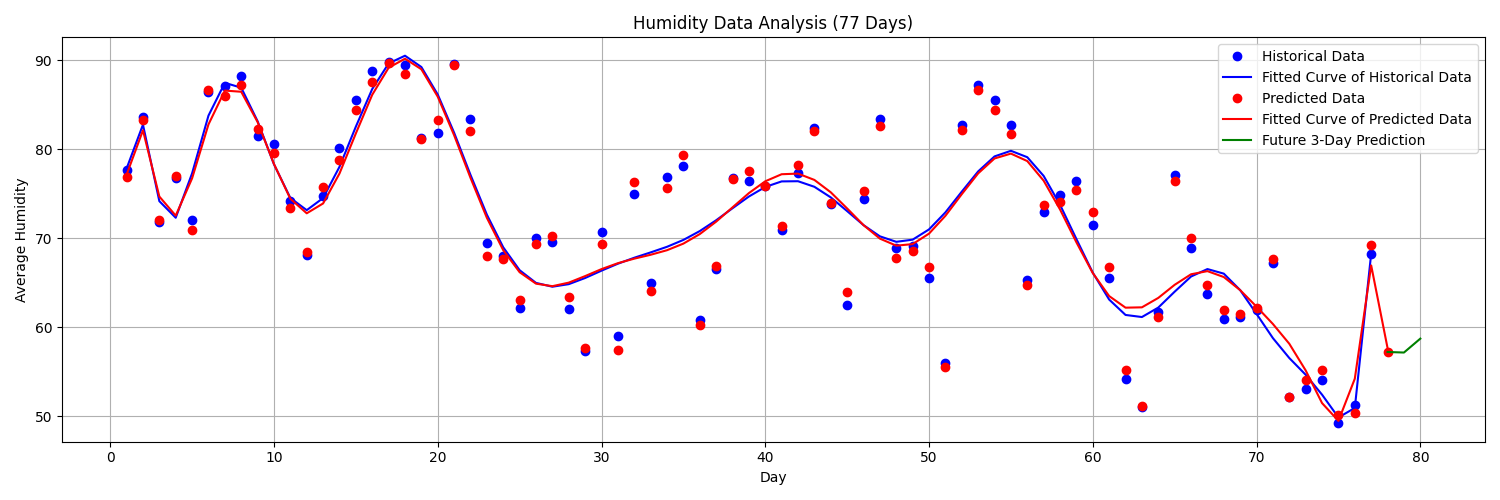 Humidity Data Analysis (77 Days)
Historical Data
Fitted Curve of Historical Data
Predicted Data
Fitted Curve of Predicted Data
Future 3-Day Prediction
Average Humidity
90
80
70
60
50
0 10 20 30 40 50 60 70 80
Day